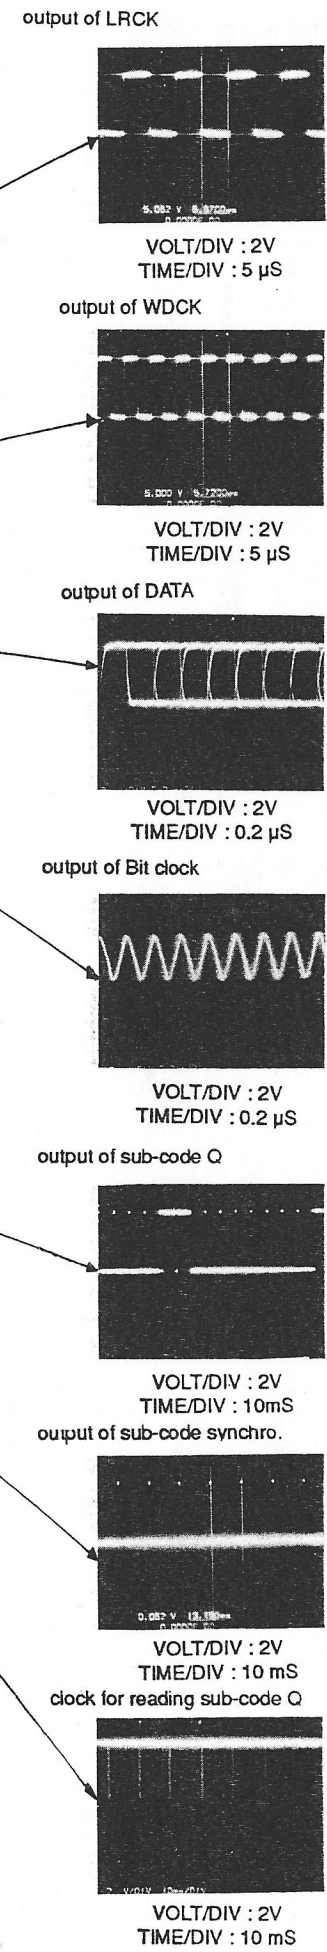 output of LRCK
VOLT/DIV : 2V
TIME/DIV : 5 µS
output of WDCK
5.000 V
VOLT/DIV : 2V
TIME/DIV : 5 µS
output of DATA
VOLT/DIV : 2V
TIME/DIV : 0.2 µS
output of Bit clock
VOLT/DIV : 2V
TIME/DIV : 0.2 µS
output of sub-code Q
VOLT/DIV : 2V
TIME/DIV : 10mS
output of sub-code synchro.
VOLT/DIV : 2V
TIME/DIV : 10 mS
clock for reading sub-code Q
VOLT/DIV : 2V
TIME/DIV : 10 mS